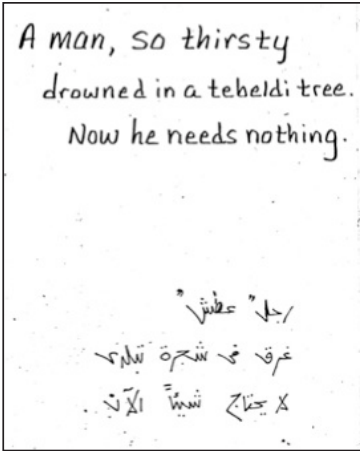 A man, so thirsty
drowned in a tebeldi tree.
Now he needs nothing.
رجلٌ عطشٌ
غرق في شجرة تبلدى
لا يحتاج شيئاً الآن .